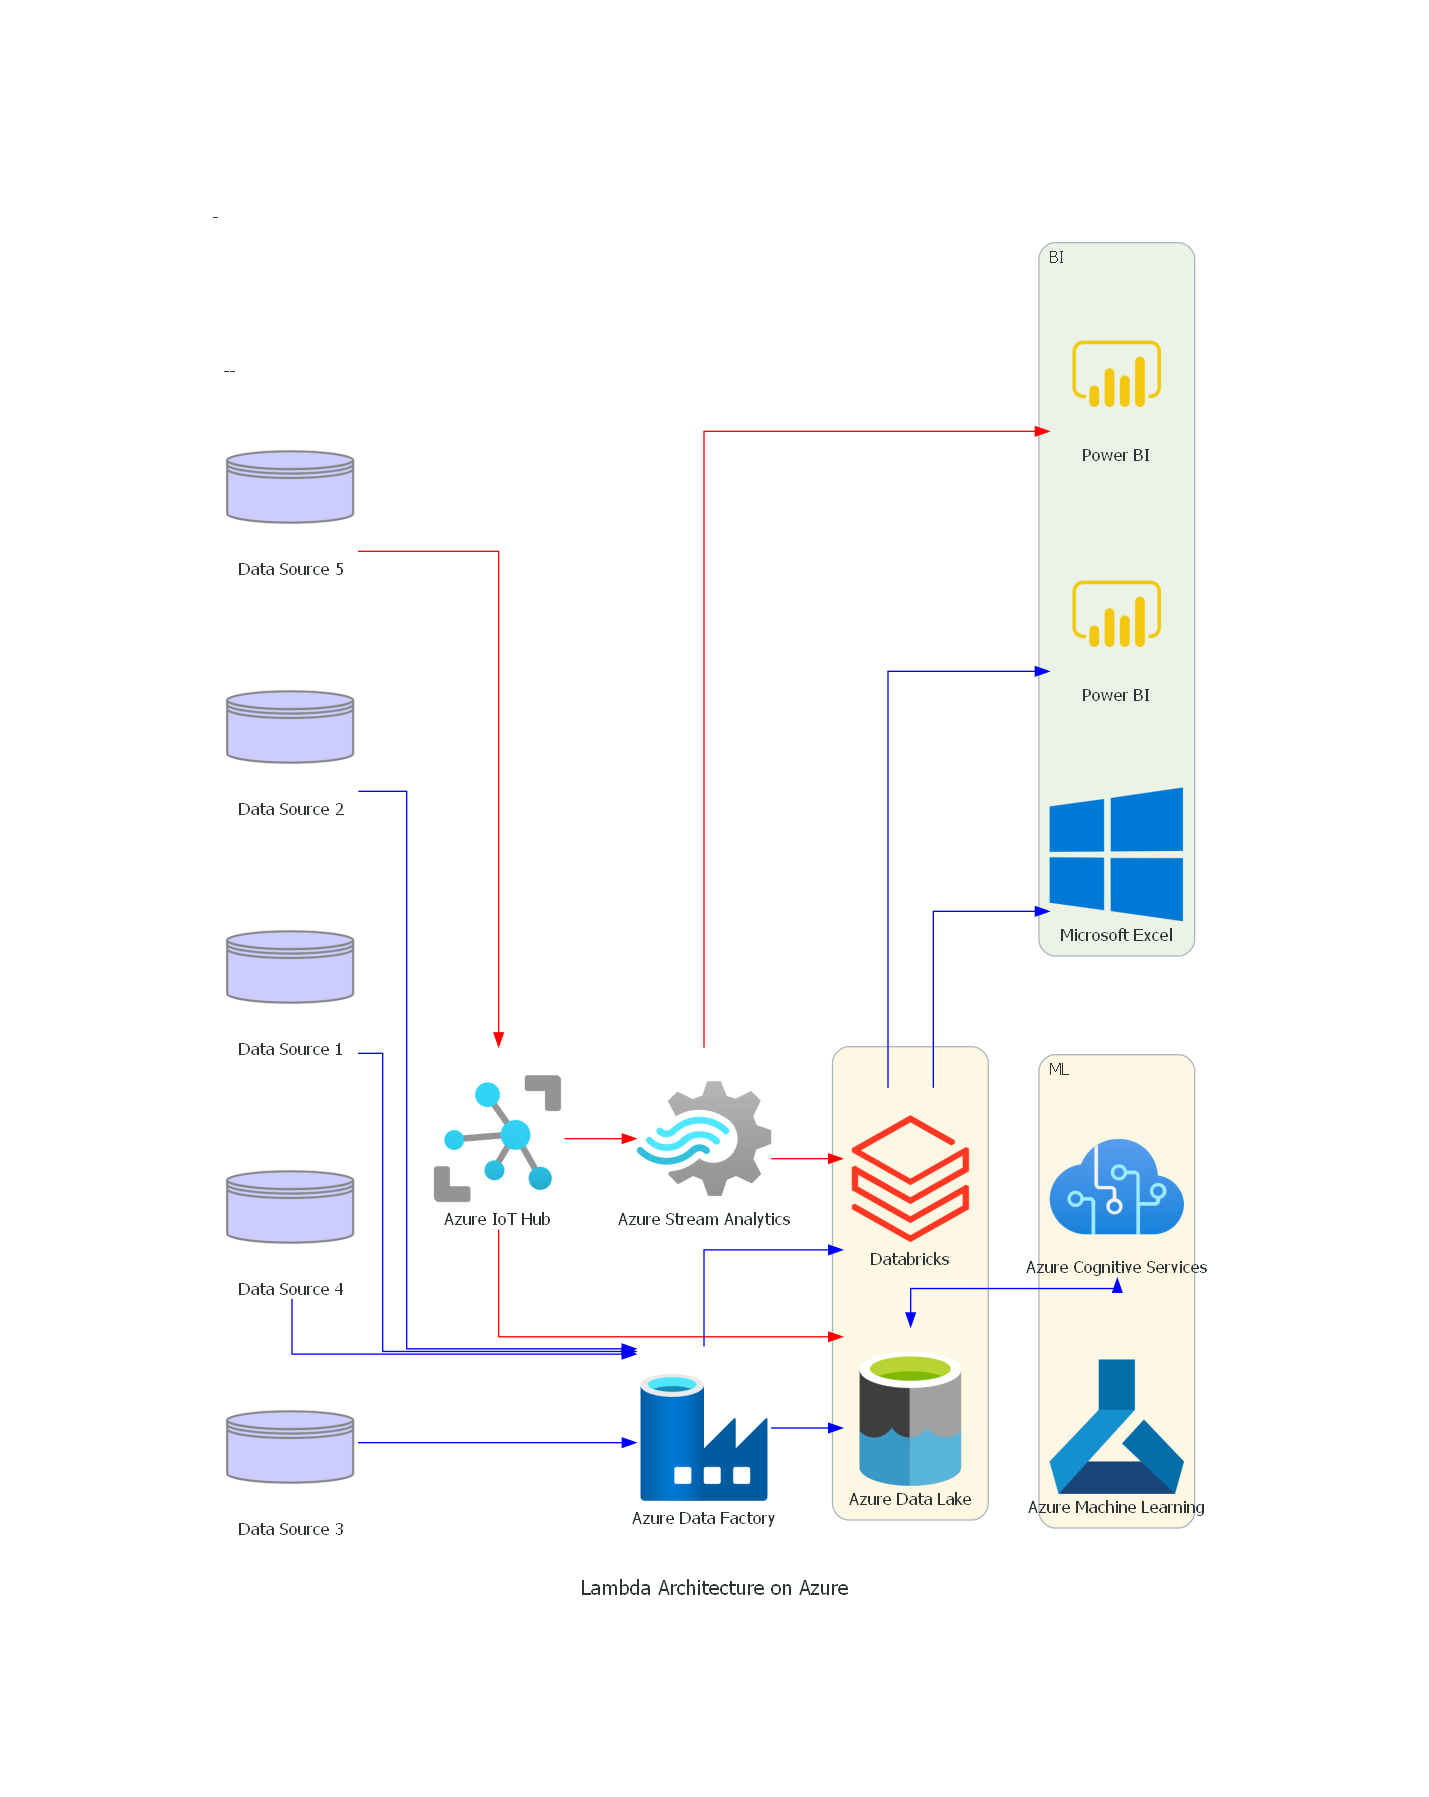 -
BI
--
Power BI
Data Source 5
Power BI
Data Source 2
Microsoft Excel
Data Source 1
ML
Azure IoT Hub
Azure Stream Analytics
Databricks
Azure Cognitive Services
Data Source 4
Azure Data Lake
Azure Machine Learning
Azure Data Factory
Data Source 3
Lambda Architecture on Azure